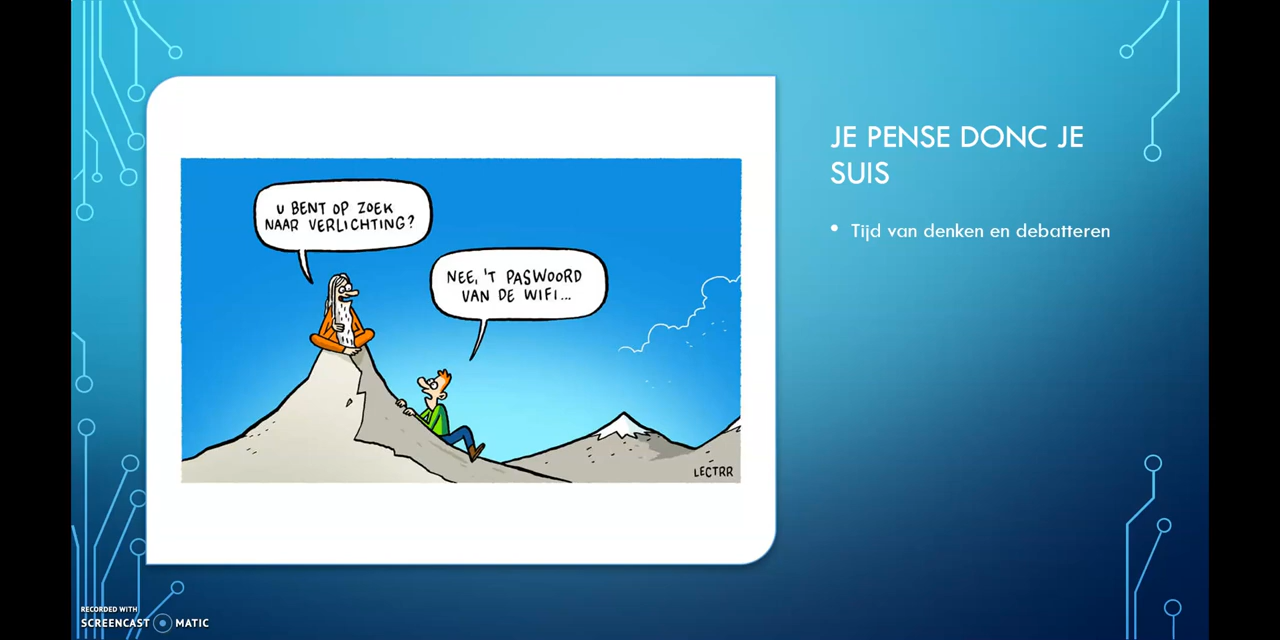 JE PENSE DONC JE
SUIS
• Tijd van denken en debatteren
U BENT OP ZOEK
NAAR VERLICHTING?
NEE, 'T PASWOORD
VAN DE WIFI...
LECTRR
RECORDED WITH
SCREENCAST MATIC